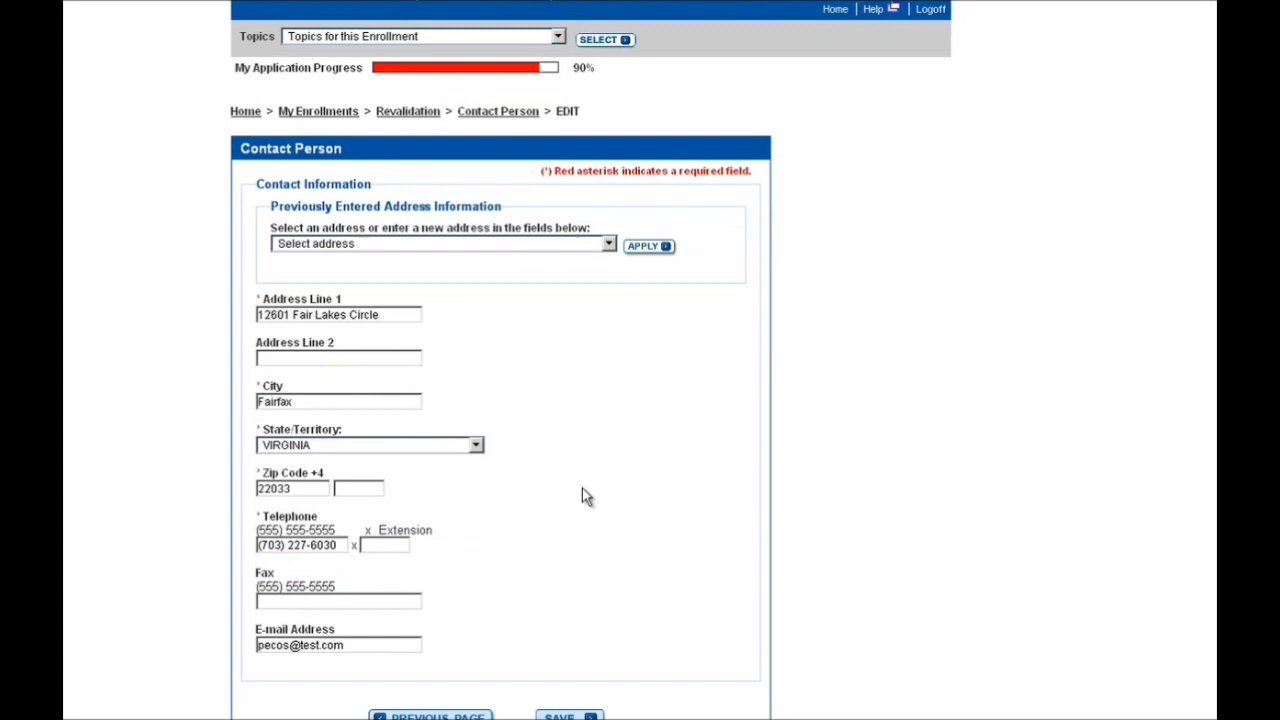 Home | Help | Logoff
Topics Topics for this Enrollment SELECT
My Application Progress 90%
Home > My Enrollments > Revalidation > Contact Person > EDIT
Contact Person
(*) Red asterisk indicates a required field.
Contact Information
Previously Entered Address Information
Select an address or enter a new address in the fields below:
Select address APPLY
* Address Line 1
12601 Fair Lakes Circle
Address Line 2
* City
Fairfax
* State/Territory:
VIRGINIA
* Zip Code +4
22033
* Telephone
(555) 555-5555 x Extension
(703) 227-6030 x
Fax
(555) 555-5555
E-mail Address
pecos@test.com
PREVIOUS PAGE SAVE